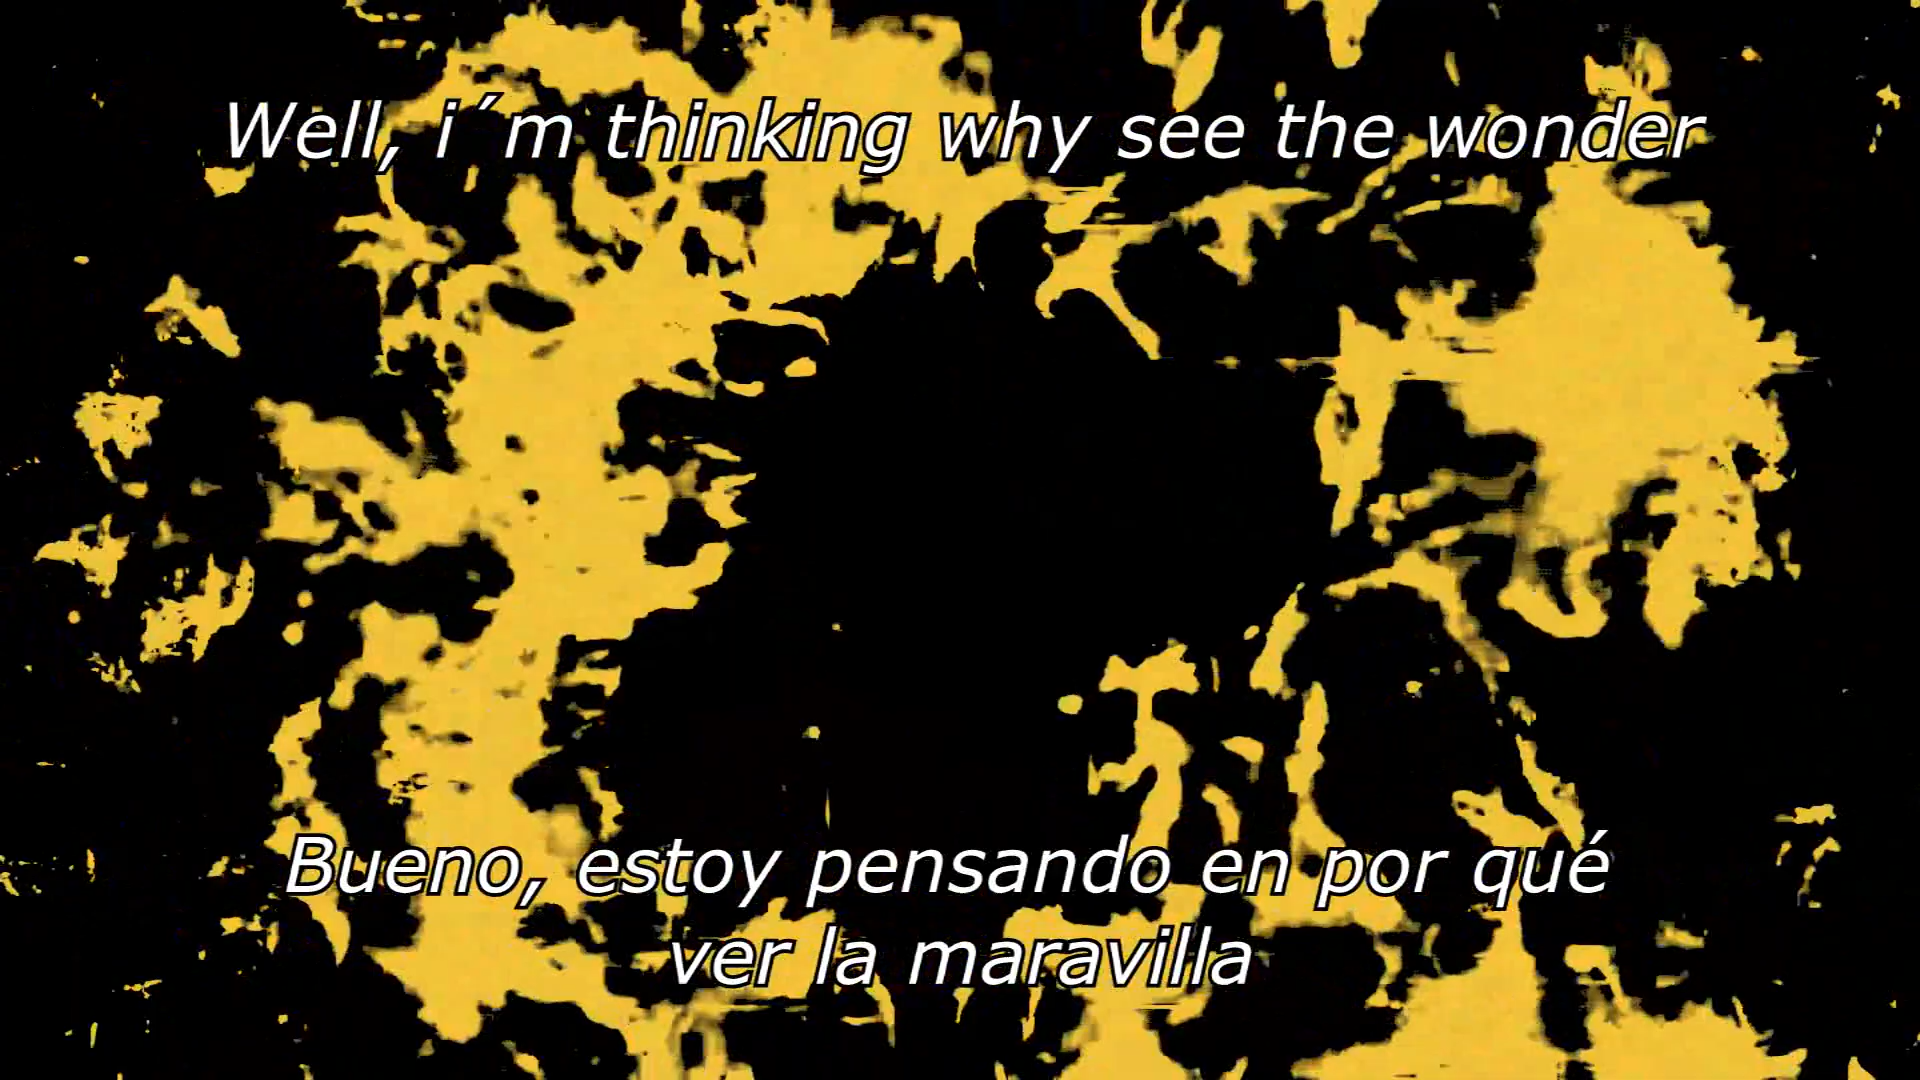 Well, i´m thinking why see the wonder
Bueno, estoy pensando en por qué
ver la maravilla